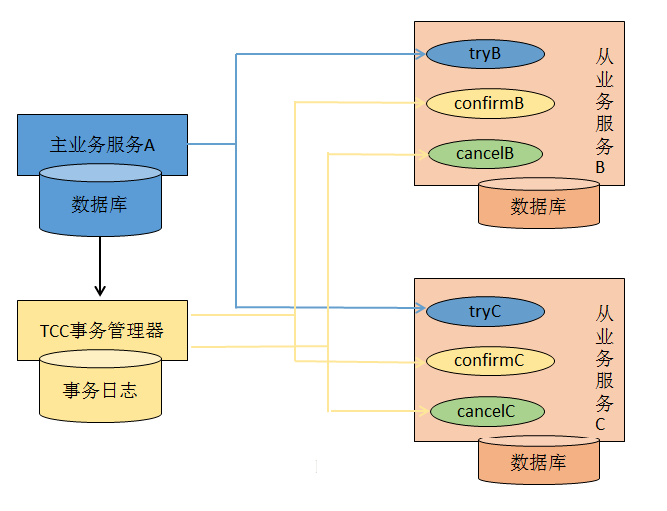 主业务服务A
数据库
TCC事务管理器
事务日志
tryB
confirmB
cancelB
从业务服务B
数据库
tryC
confirmC
cancelC
从业务服务C
数据库